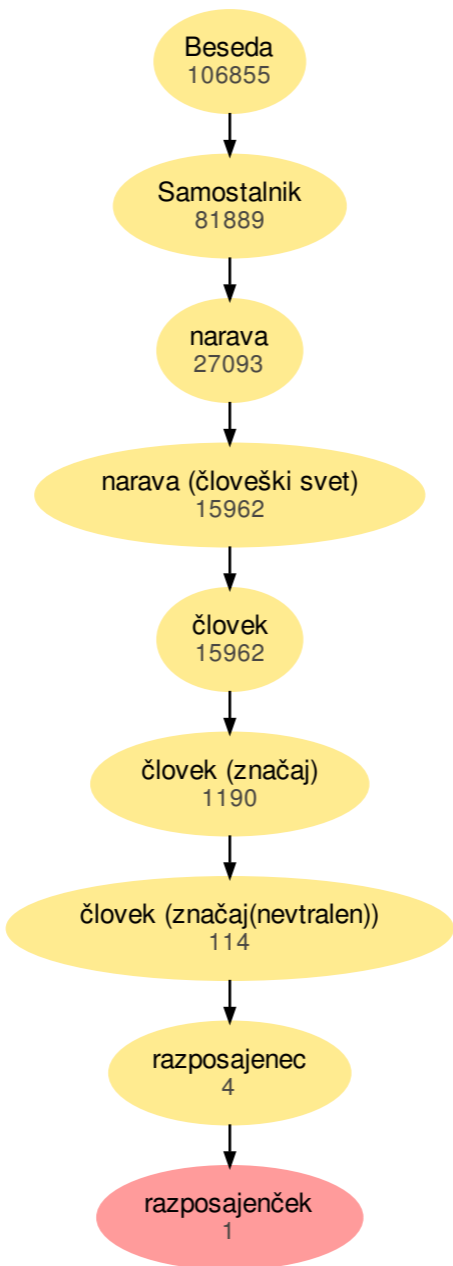 Beseda
106855
Samostalnik
81889
narava
27093
narava (človeški svet)
15962
človek
15962
človek (značaj)
1190
človek (značaj(nevtralen))
114
razposajenec
4
razposajenček
1